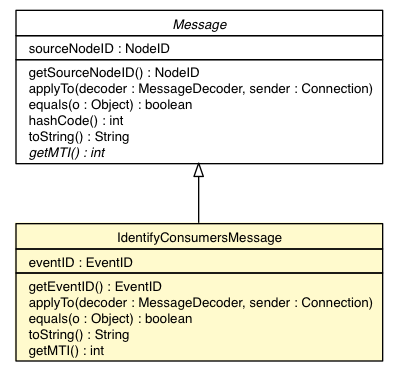 Message
sourceNodeID : NodeID
getSourceNodeID() : NodeID
applyTo(decoder : MessageDecoder, sender : Connection)
equals(o : Object) : boolean
hashCode() : int
toString() : String
getMTI() : int
IdentifyConsumersMessage
eventID : EventID
getEventID() : EventID
applyTo(decoder : MessageDecoder, sender : Connection)
equals(o : Object) : boolean
toString() : String
getMTI() : int